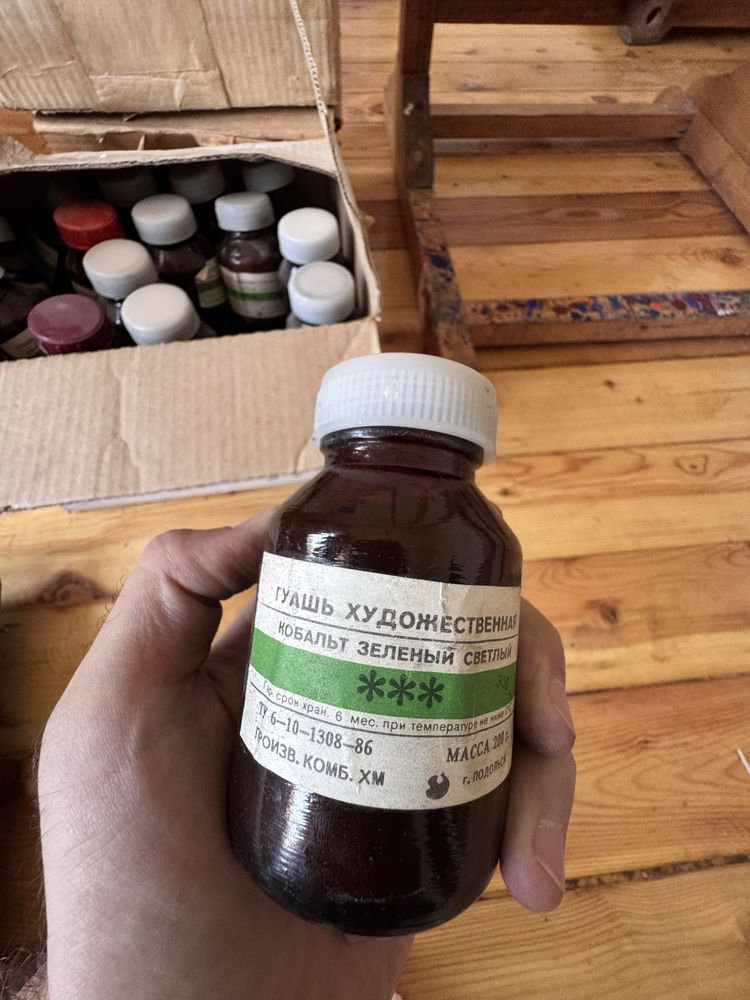 ГУАШЬ ХУДОЖЕСТВЕННАЯ
КОБАЛЬТ ЗЕЛЕНЫЙ СВЕТЛЫЙ
***
Гар. срок хран. 6 мес. при температуре не ниже
ТУ 6-10-1308-86
МАССА 200 г.
ПРОИЗВ. КОМБ. ХМ
г. ПОДОЛЬСК